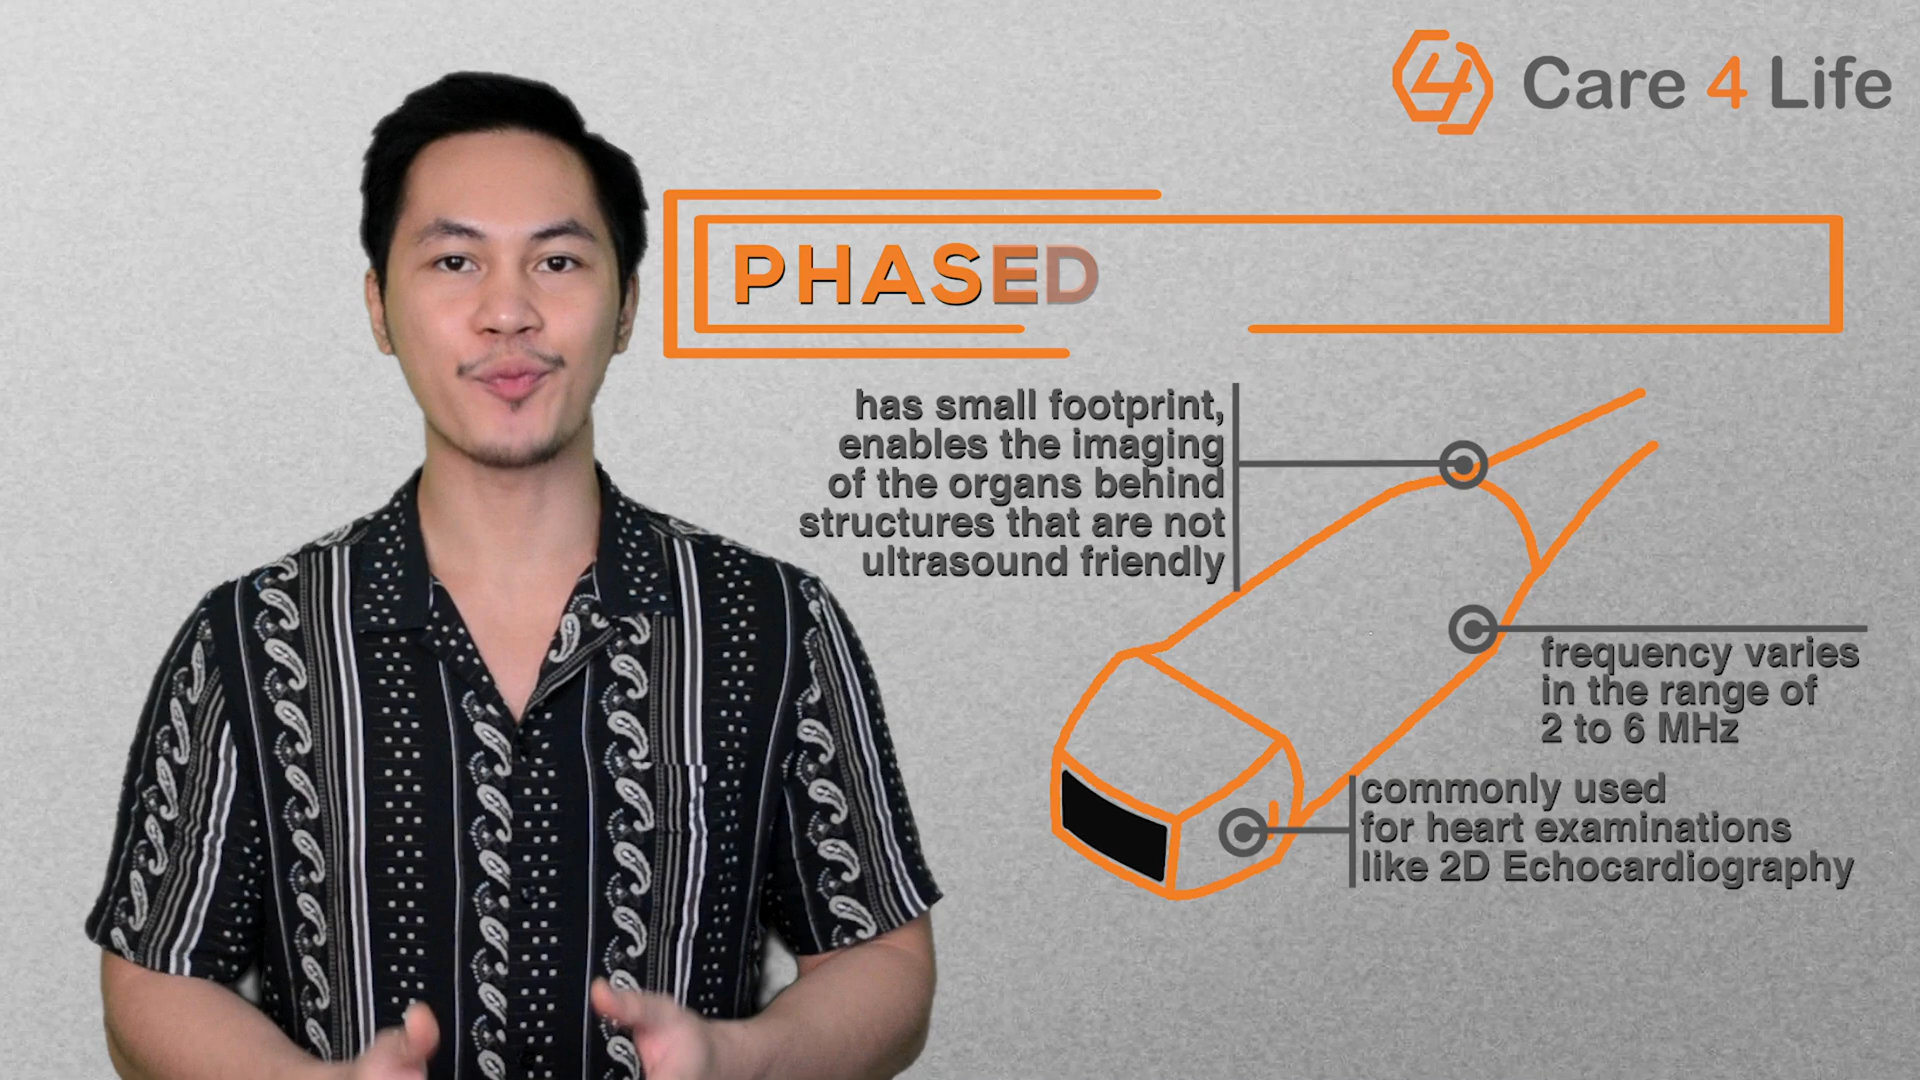 Care 4 Life
PHASED
has small footprint,
enables the imaging
of the organs behind
structures that are not
ultrasound friendly
frequency varies
in the range of
2 to 6 MHz
commonly used
for heart examinations
like 2D Echocardiography